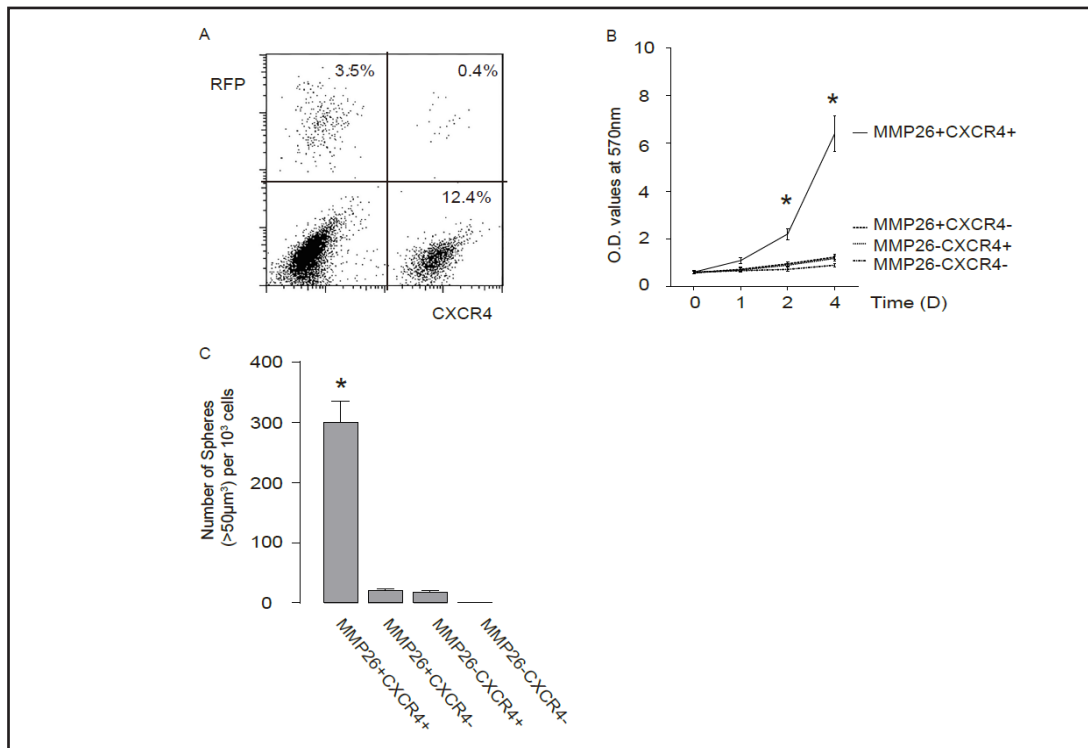 A
RFP
3.5%
0.4%
12.4%
CXCR4
B
O.D. values at 570nm
10
8
6
4
2
0
*
*
MMP26+CXCR4+
MMP26+CXCR4-
MMP26-CXCR4+
MMP26-CXCR4-
0 1 2 4 Time (D)
C
Number of Spheres
(>50µm³) per 10³ cells
400
300
200
100
0
*
MMP26+CXCR4+
MMP26+CXCR4-
MMP26-CXCR4+
MMP26-CXCR4-